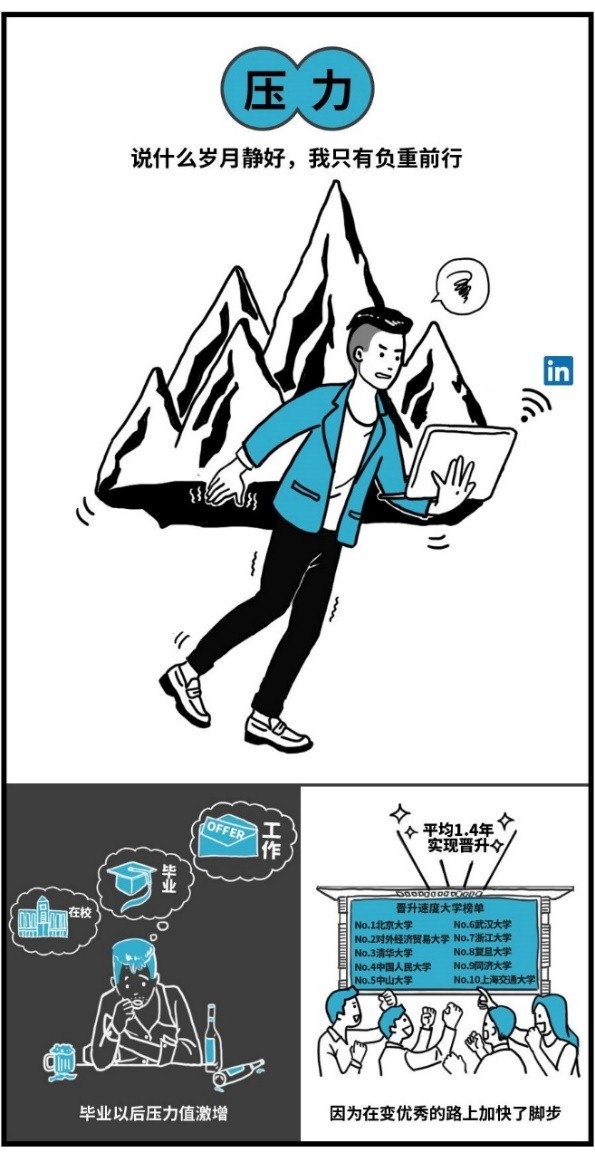 压力
说什么岁月静好，我只有负重前行
in
OFFER
工作
毕业
在校
毕业以后压力值激增
平均1.4年
实现晋升
晋升速度大学榜单
No.1北京大学
No.2对外经济贸易大学
No.3清华大学
No.4中国人民大学
No.5中山大学
No.6武汉大学
No.7浙江大学
No.8复旦大学
No.9同济大学
No.10上海交通大学
因为在变优秀的路上加快了脚步